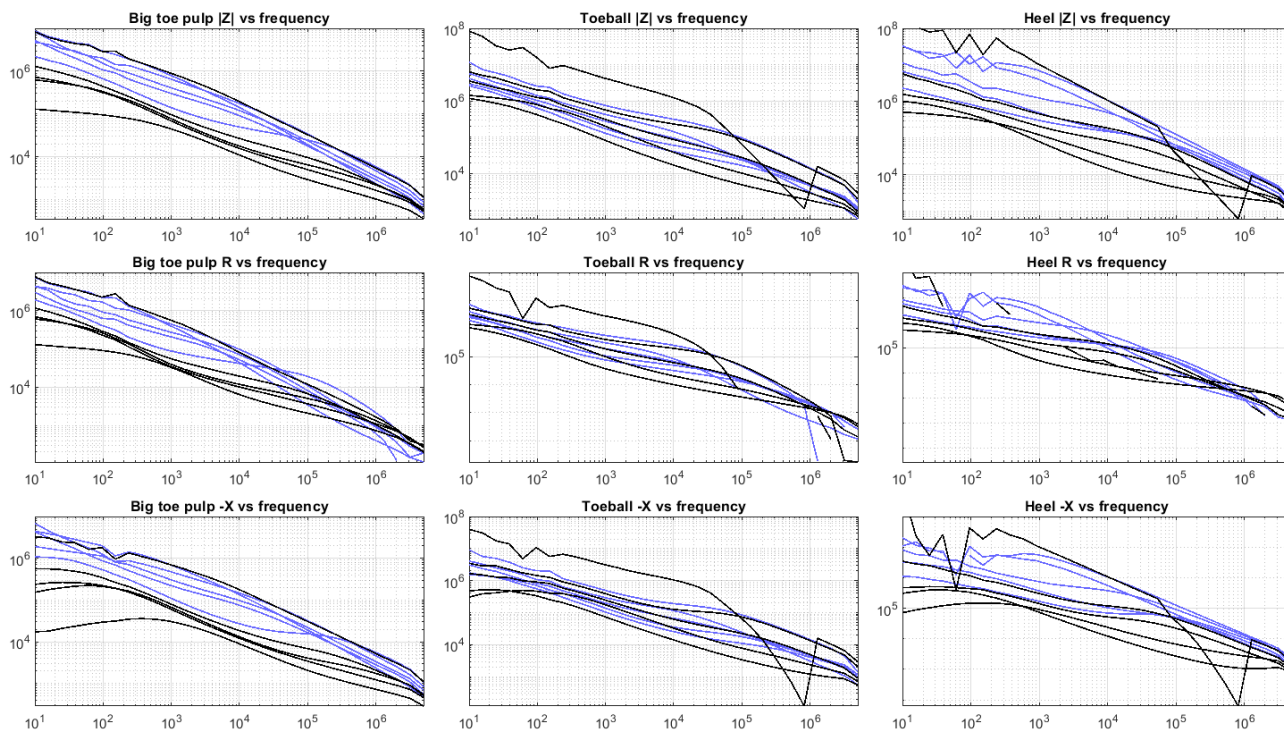 Big toe pulp |Z| vs frequency
Toeball |Z| vs frequency
Heel |Z| vs frequency
10^6
10^4
10^1 10^2 10^3 10^4 10^5 10^6
10^8
10^6
10^4
10^1 10^2 10^3 10^4 10^5 10^6
10^8
10^6
10^4
10^1 10^2 10^3 10^4 10^5 10^6
Big toe pulp R vs frequency
Toeball R vs frequency
Heel R vs frequency
10^6
10^4
10^1 10^2 10^3 10^4 10^5 10^6
10^5
10^1 10^2 10^3 10^4 10^5 10^6
10^5
10^1 10^2 10^3 10^4 10^5 10^6
Big toe pulp -X vs frequency
Toeball -X vs frequency
Heel -X vs frequency
10^6
10^4
10^1 10^2 10^3 10^4 10^5 10^6
10^8
10^6
10^4
10^1 10^2 10^3 10^4 10^5 10^6
10^5
10^1 10^2 10^3 10^4 10^5 10^6